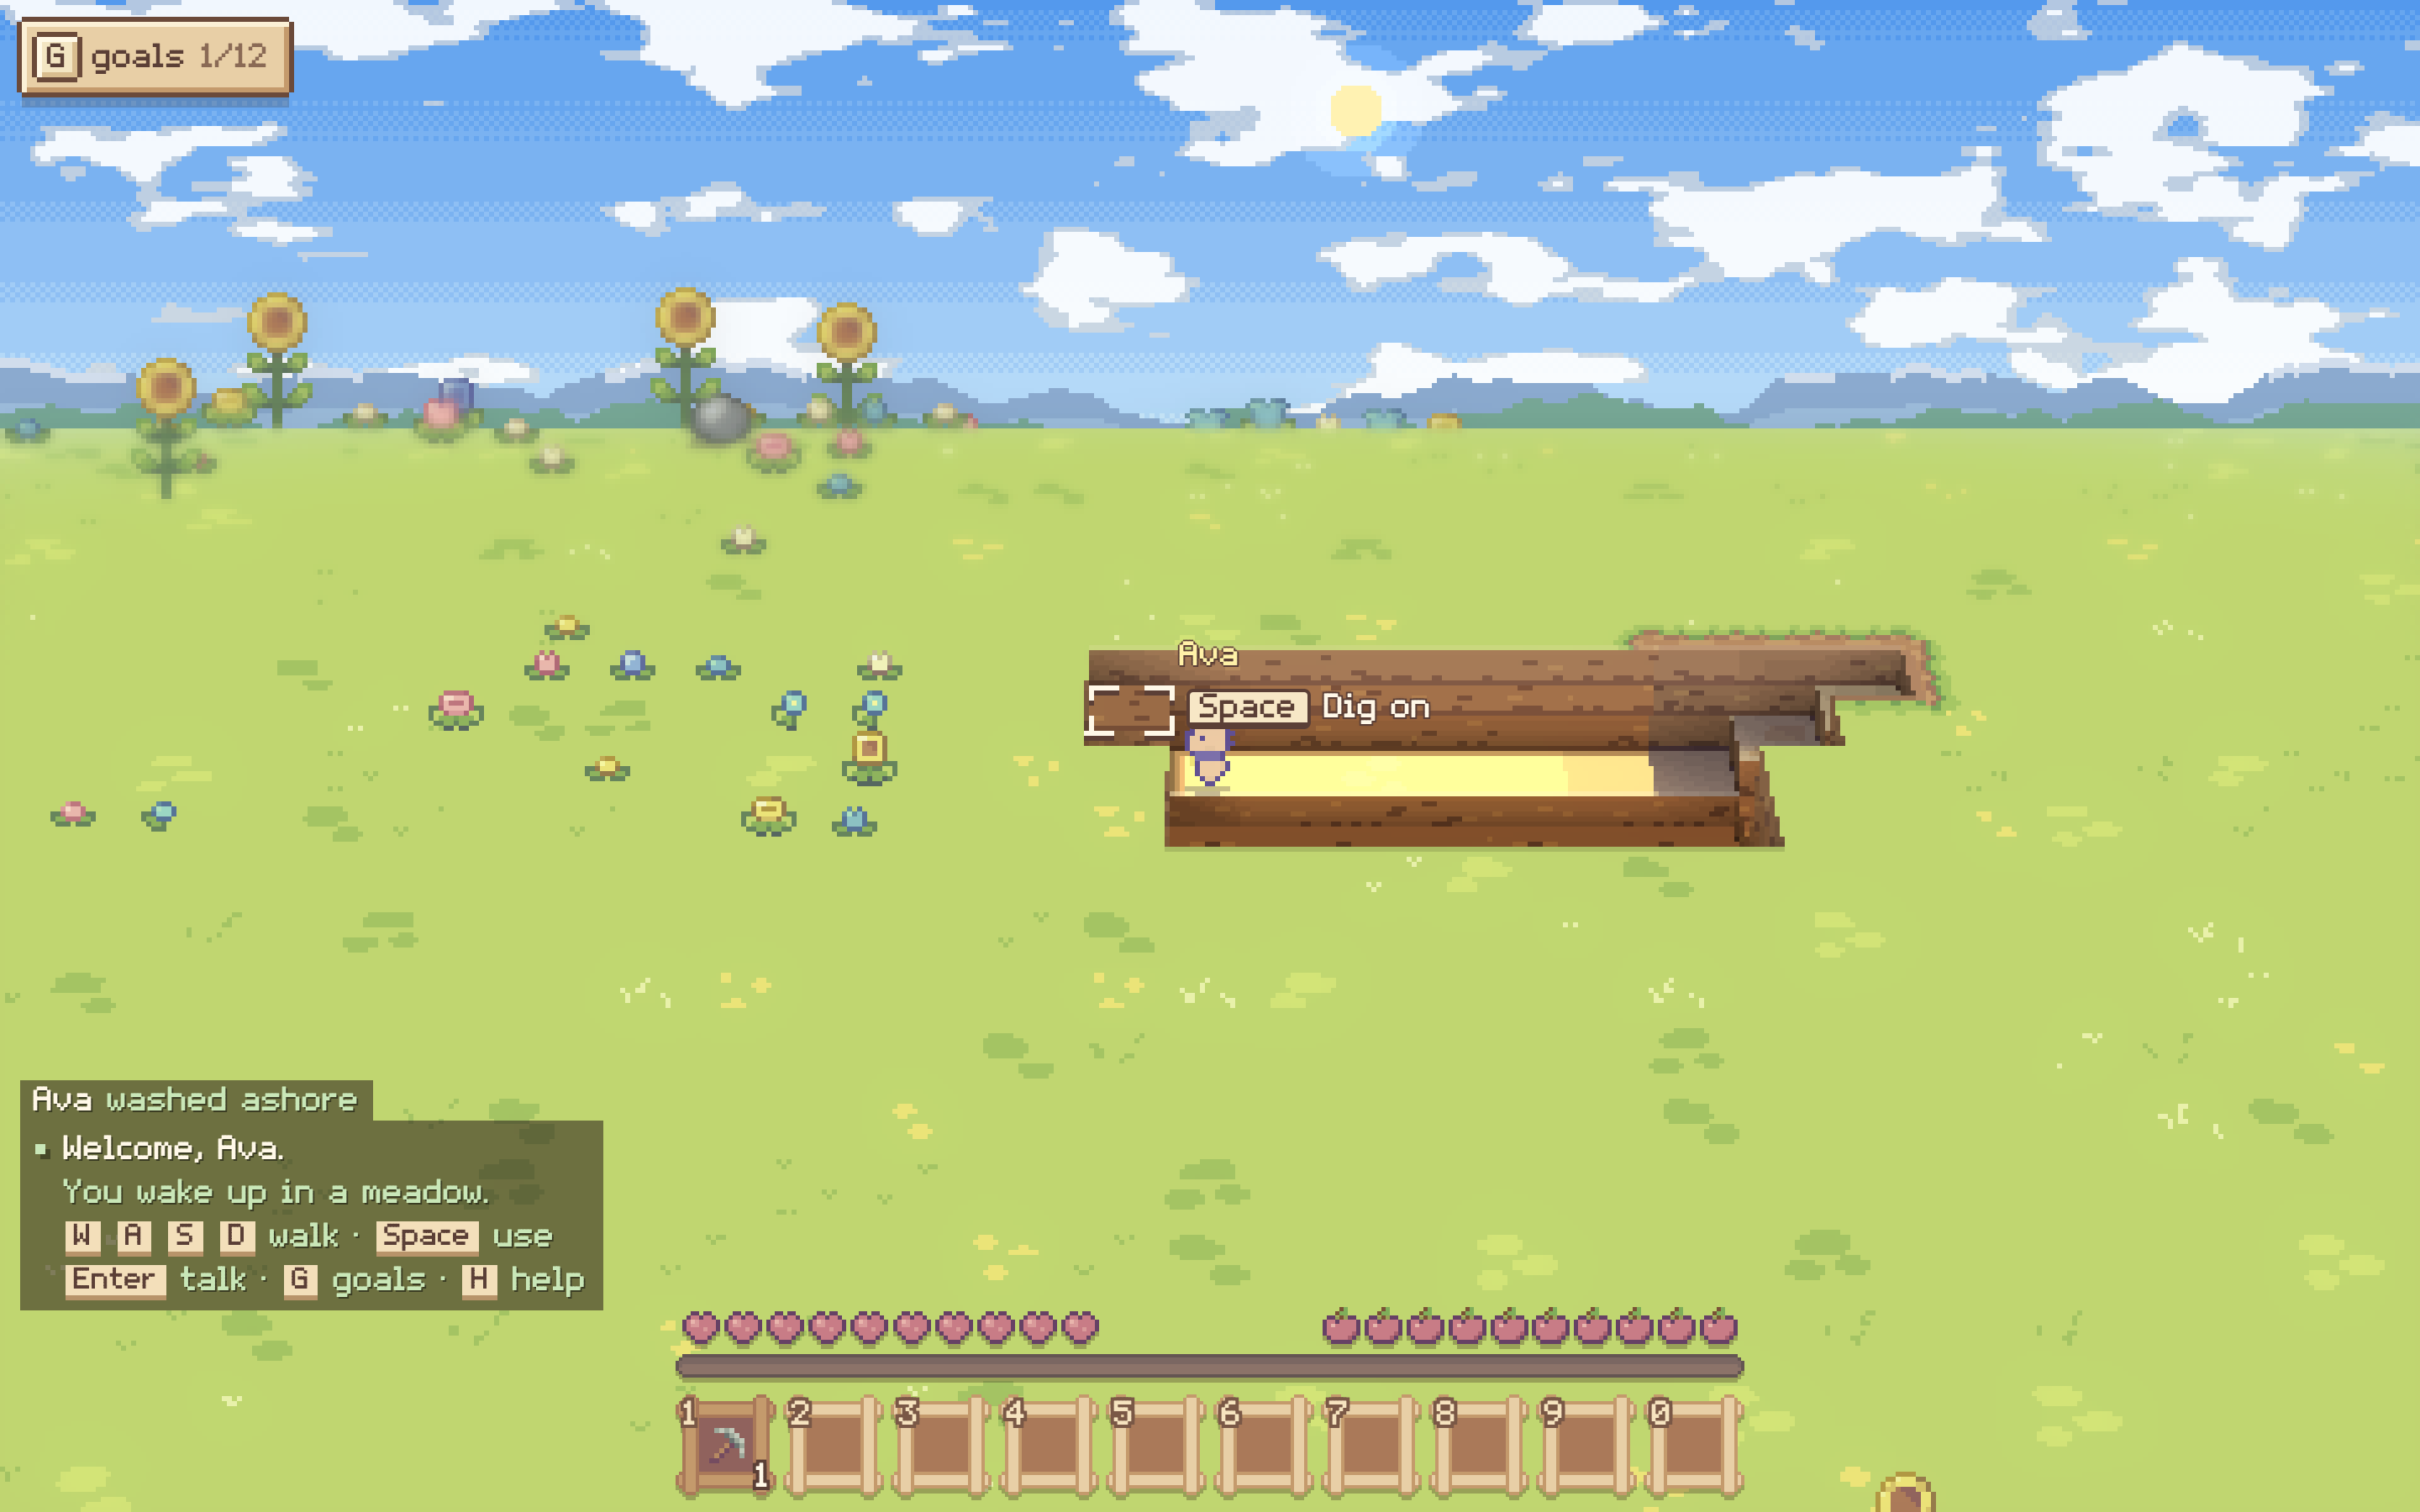 G goals 1/12
Ava
Space Dig on
Ava washed ashore
Welcome, Ava.
You wake up in a meadow.
W A S D walk · Space use
Enter talk · G goals · H help
1 2 3 4 5 6 7 8 9 0
1